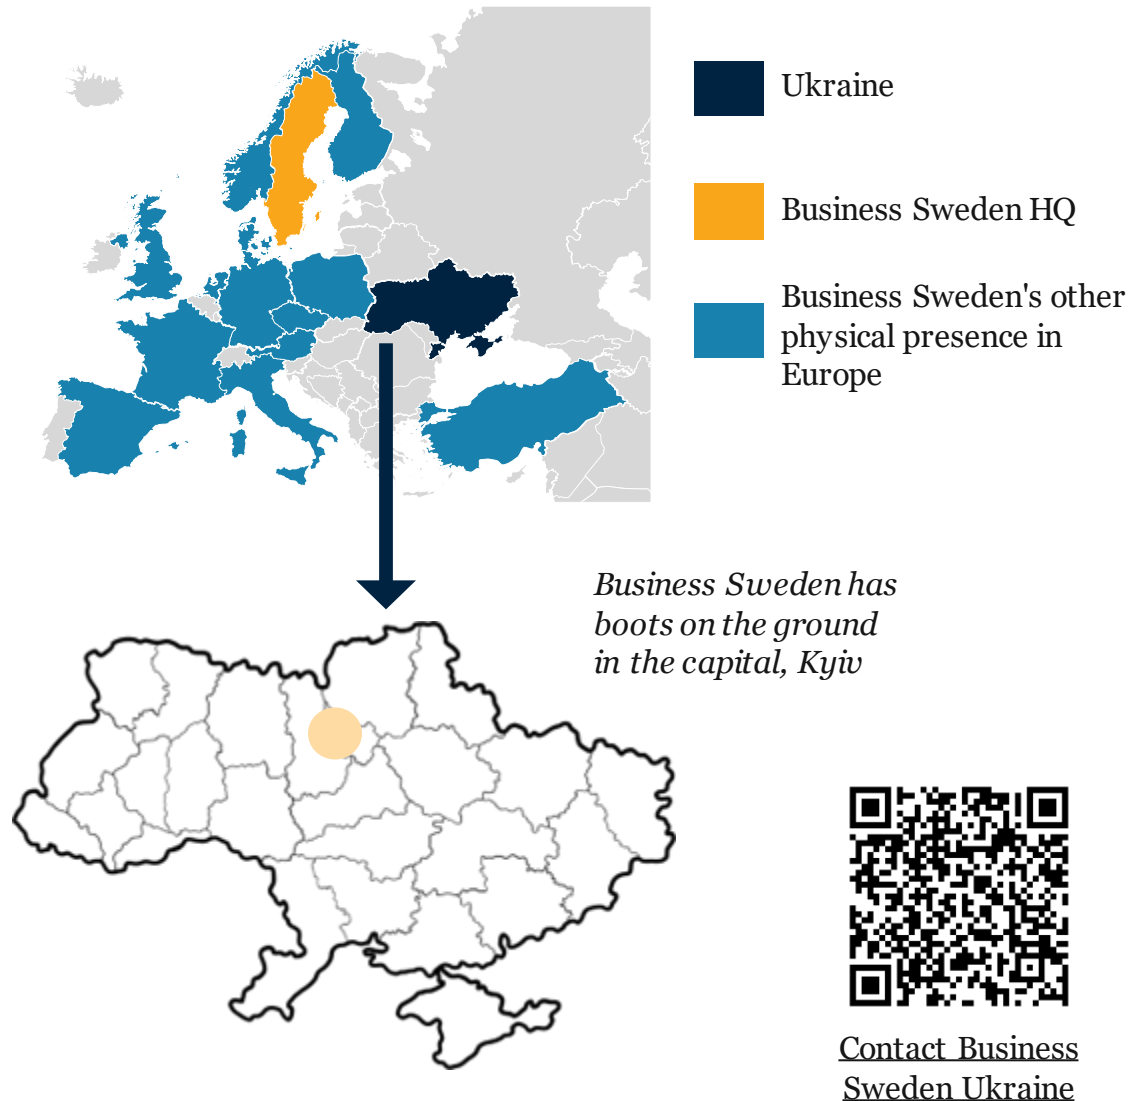 Ukraine
Business Sweden HQ
Business Sweden's other
physical presence in
Europe
Business Sweden has
boots on the ground
in the capital, Kyiv
Contact Business
Sweden Ukraine